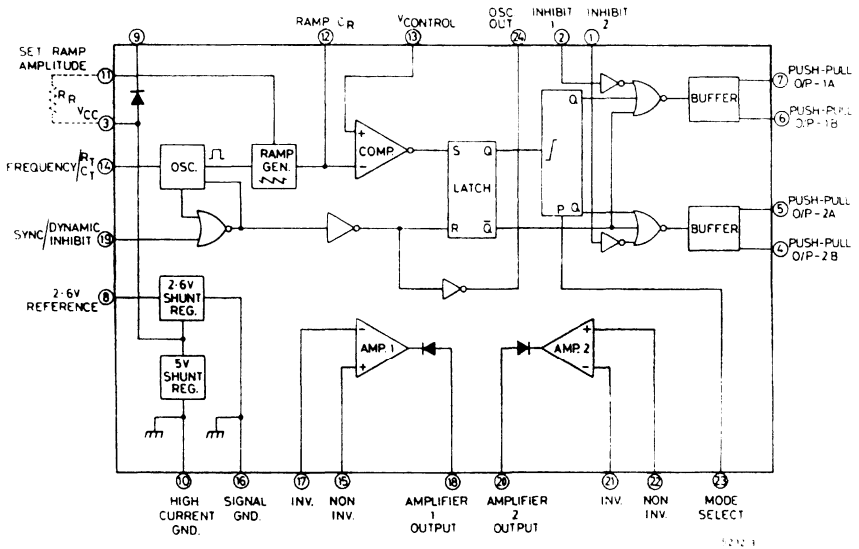 RAMP CR
VCONTROL
OSC
OUT
INHIBIT
1
INHIBIT
2
9
12
13
24
2
1
SET RAMP
AMPLITUDE
11
RR
VCC
3
FREQUENCY/RT
CT
14
OSC.
RAMP
GEN.
+
−
COMP.
S Q
LATCH
R Q̅
Q
P Q
BUFFER
7 PUSH-PULL
O/P-1A
6 PUSH-PULL
O/P-1B
5 PUSH-PULL
O/P-2A
BUFFER
4 PUSH-PULL
O/P-2B
SYNC/DYNAMIC
INHIBIT
19
2·6V
REFERENCE
8
2·6V
SHUNT
REG.
5V
SHUNT
REG.
−
AMP. 1
+
+
AMP. 2
−
10
16
17
15
18
20
21
22
23
HIGH
CURRENT
GND.
SIGNAL
GND.
INV.
NON
INV.
AMPLIFIER
1
OUTPUT
AMPLIFIER
2
OUTPUT
INV.
NON
INV.
MODE
SELECT